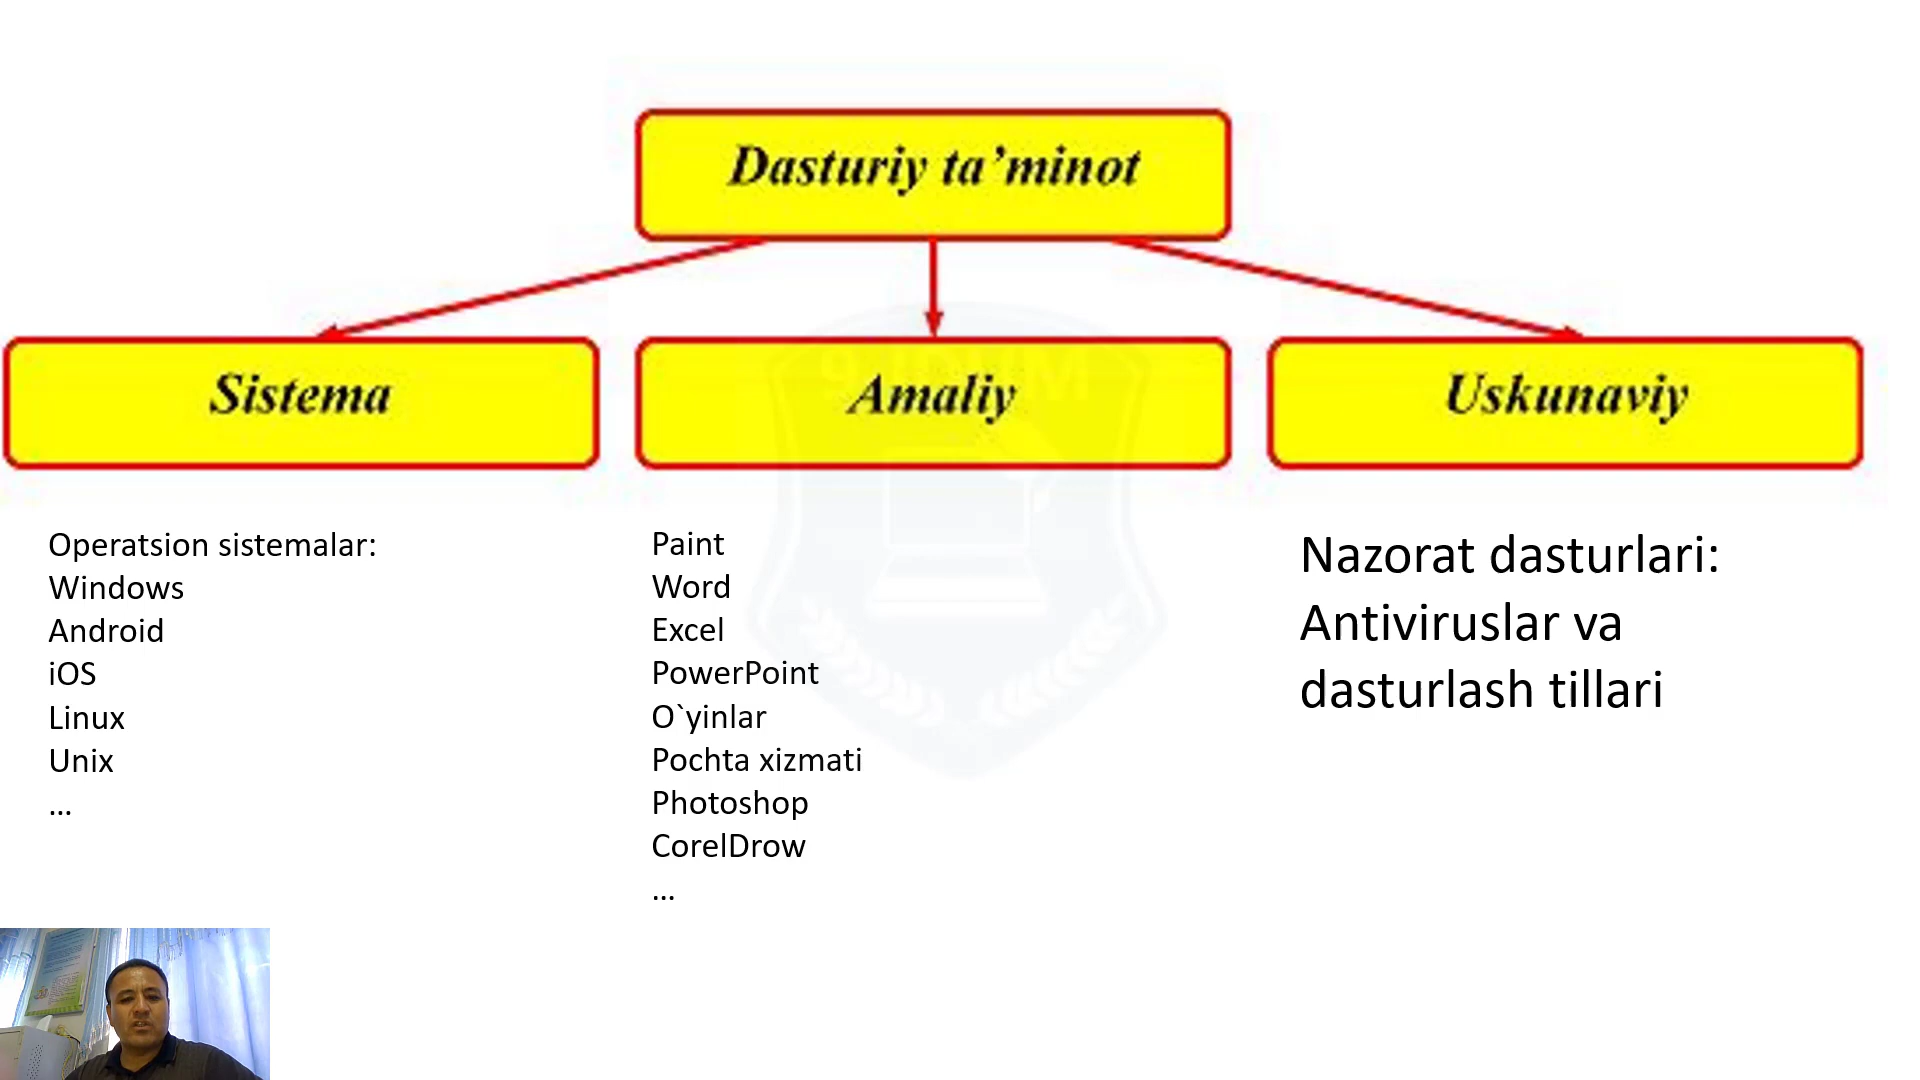 Dasturiy ta’minot
Sistema
Amaliy
Uskunaviy
Operatsion sistemalar:
Windows
Android
iOS
Linux
Unix
...
Paint
Word
Excel
PowerPoint
O`yinlar
Pochta xizmati
Photoshop
CorelDrow
...
Nazorat dasturlari:
Antiviruslar va
dasturlash tillari